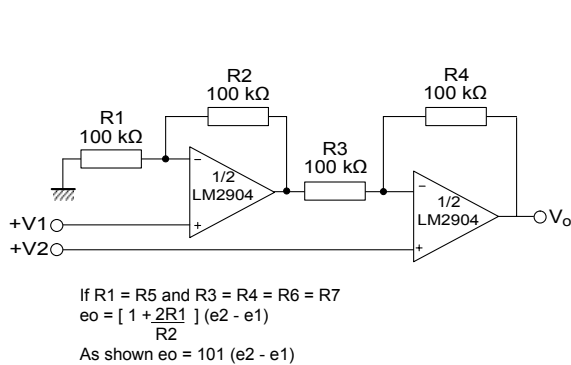 R2
100 kΩ
R4
100 kΩ
R1
100 kΩ
R3
100 kΩ
−
1/2
LM2904
+
−
1/2
LM2904
+
+V1
+V2
Vo
If R1 = R5 and R3 = R4 = R6 = R7
eo = [ 1 + 2R1 ] (e2 - e1)
R2
As shown eo = 101 (e2 - e1)